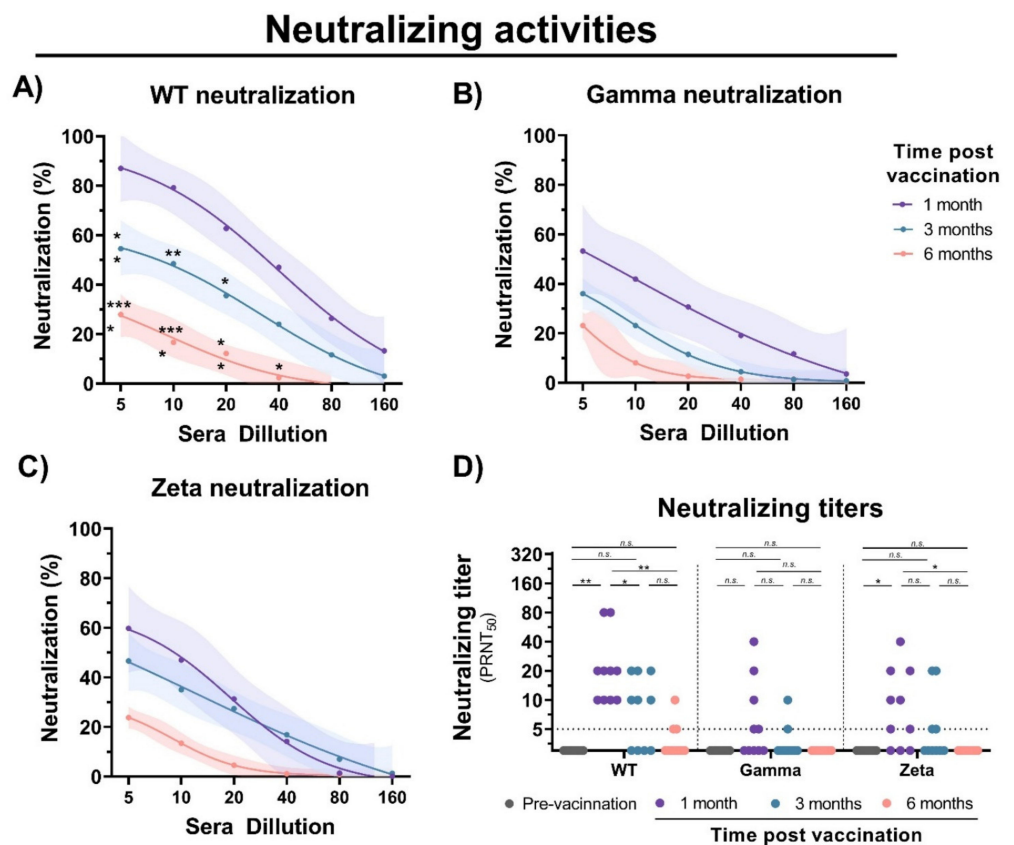 Neutralizing activities
A)
WT neutralization
Neutralization (%)
100
80
60
40
20
0
*
*
**
*
***
*
***
*
*
*
*
5 10 20 40 80 160
Sera Dillution
B)
Gamma neutralization
Neutralization (%)
100
80
60
40
20
0
5 10 20 40 80 160
Sera Dillution
Time post
vaccination
1 month
3 months
6 months
C)
Zeta neutralization
Neutralization (%)
100
80
60
40
20
0
5 10 20 40 80 160
Sera Dillution
D)
Neutralizing titers
Neutralizing titer
(PRNT50)
320
160
80
40
20
10
5
n.s. n.s. n.s.
n.s. n.s. n.s.
** n.s. *
** * n.s. n.s. n.s. n.s. * n.s. n.s.
WT Gamma Zeta
Pre-vacinnation 1 month 3 months 6 months
Time post vaccination